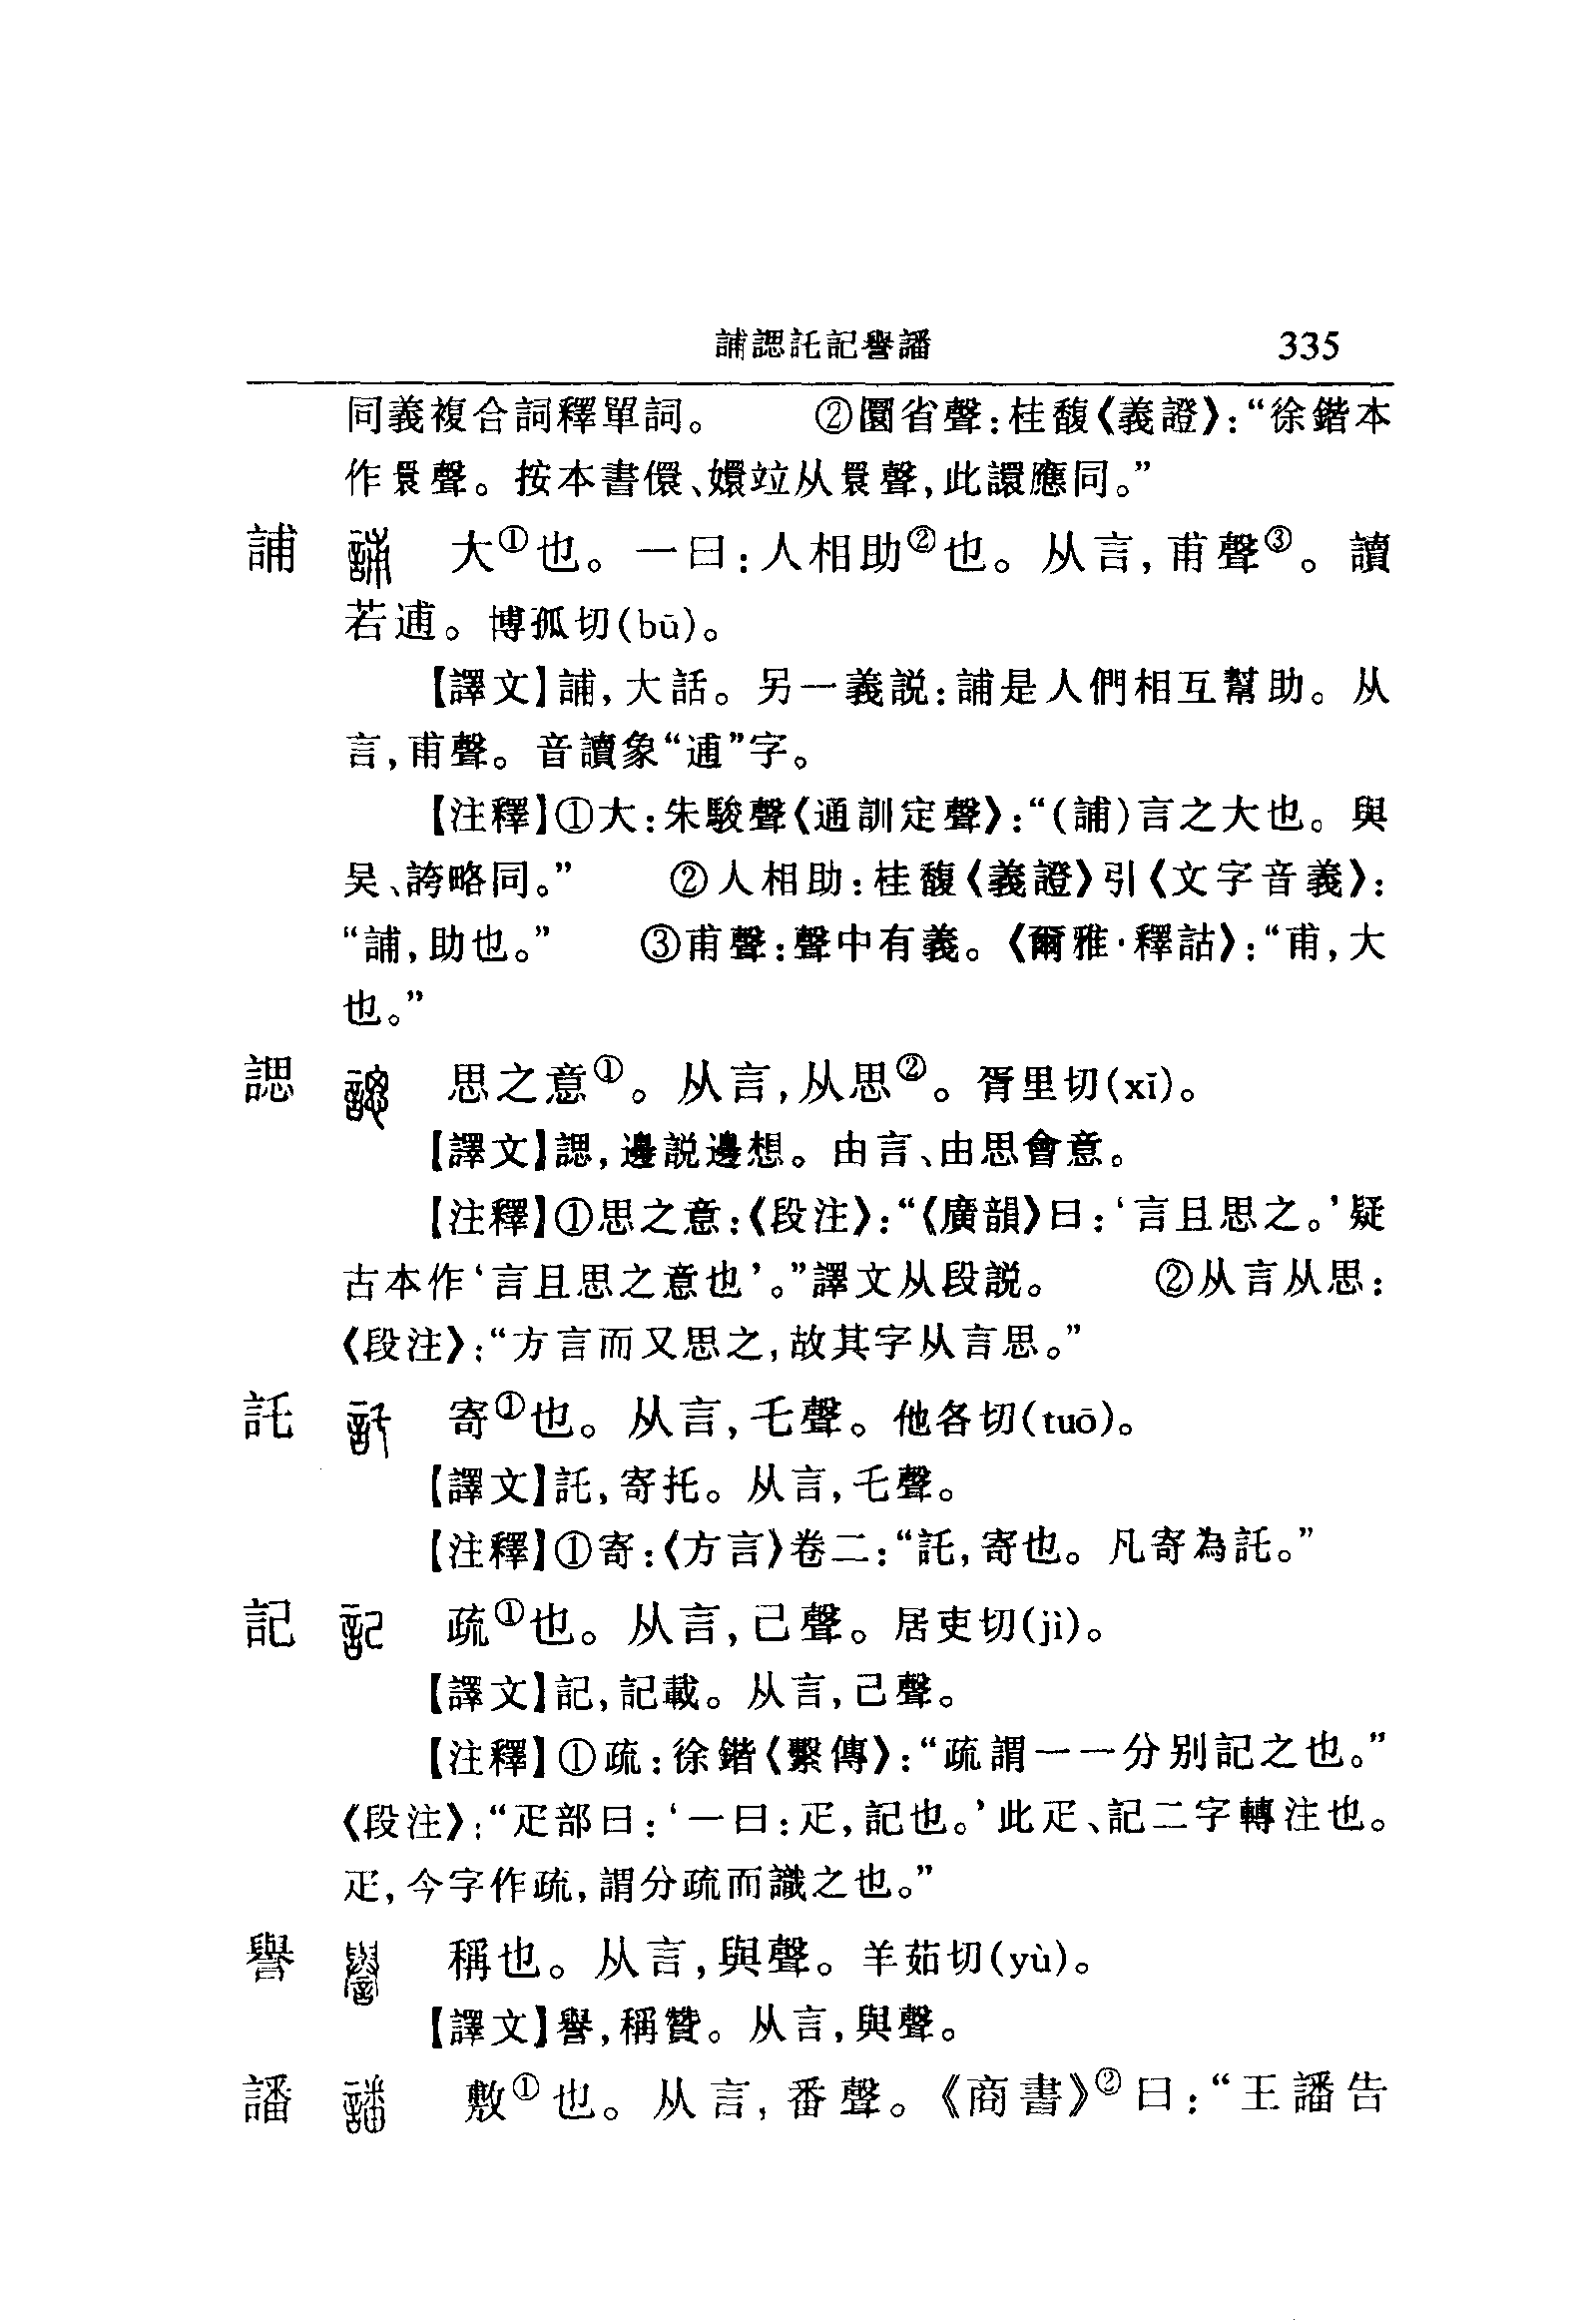 誧諰託記譽譒 335
同義複合詞釋單詞。 ②圜省聲:桂馥《義證》:“徐鍇本
作睘聲。按本書儇、嬛竝从睘聲,此譞應同。”
誧 大①也。一曰:人相助②也。从言,甫聲③。讀
若逋。博孤切(bū)。
【譯文】誧,大話。另一義説:誧是人們相互幫助。从
言,甫聲。音讀象“逋”字。
【注釋】①大:朱駿聲《通訓定聲》:“(誧)言之大也。與
吴、誇略同。” ②人相助:桂馥《義證》引《文字音義》:
“誧,助也。” ③甫聲:聲中有義。《爾雅·釋詁》:“甫,大
也。”
諰 思之意①。从言,从思②。胥里切(xǐ)。
【譯文】諰,邊説邊想。由言、由思會意。
【注釋】①思之意:《段注》:“《廣韻》曰:‘言且思之。’疑
古本作‘言且思之意也’。”譯文从段説。 ②从言从思:
《段注》:“方言而又思之,故其字从言思。”
託 寄①也。从言,乇聲。他各切(tuō)。
【譯文】託,寄托。从言,乇聲。
【注釋】①寄:《方言》卷二:“託,寄也。凡寄為託。”
記 疏①也。从言,己聲。居吏切(jì)。
【譯文】記,記載。从言,己聲。
【注釋】①疏:徐鍇《繫傳》:“疏謂一一分别記之也。”
《段注》:“疋部曰:‘一曰:疋,記也。’此疋、記二字轉注也。
疋,今字作疏,謂分疏而識之也。”
譽 稱也。从言,與聲。羊茹切(yù)。
【譯文】譽,稱贊。从言,與聲。
譒 敷①也。从言,番聲。《商書》②曰:“王譒告